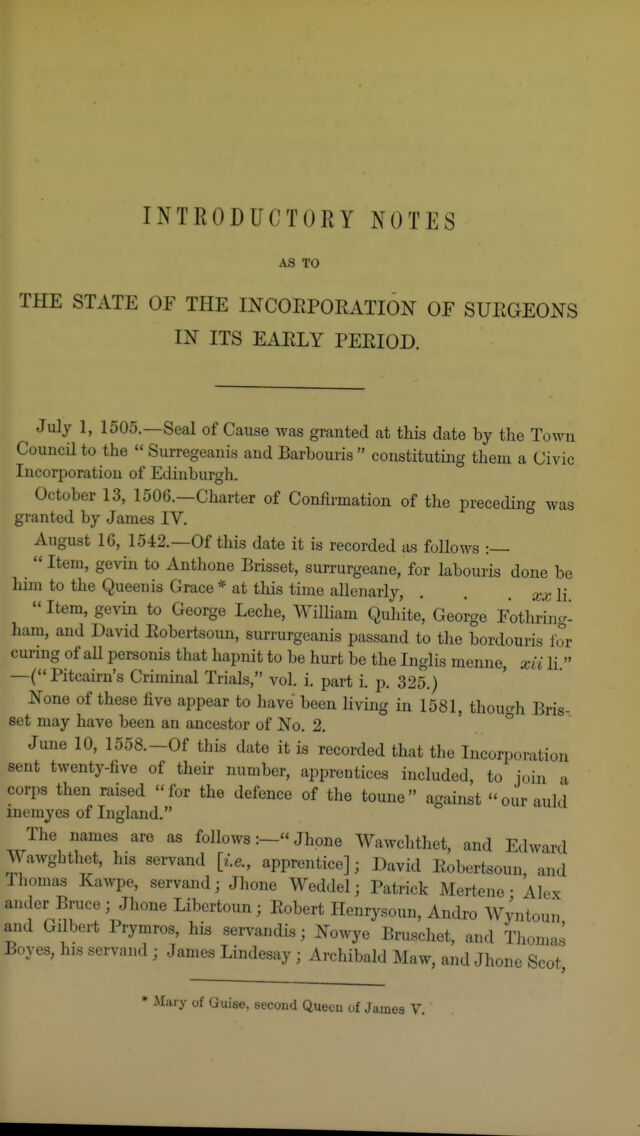 INTRODUCTORY NOTES
AS TO
THE STATE OF THE INCORPORATION OF SURGEONS
IN ITS EARLY PERIOD.
July 1, 1505.—Seal of Cause was granted at this date by the Town
Council to the “ Surregeanis and Barbouris ” constituting them a Civic
Incorporation of Edinburgh.
October 13, 1506.—Charter of Confirmation of the preceding was
granted by James IV.
August 16, 1542.—Of this date it is recorded as follows :—
“ Item, gevin to Anthone Brisset, surrurgeane, for labouris done be
him to the Queenis Grace * at this time allenarly, . . . xx li.
“ Item, gevin to George Leche, William Quhite, George Fothring-
ham, and David Robertsoun, surrurgeanis passand to the bordouris for
curing of all personis that hapnit to be hurt be the Inglis menne, xii li.”
—(“ Pitcairn's Criminal Trials,” vol. i. part i. p. 325.)
None of these five appear to have been living in 1581, though Bris-
set may have been an ancestor of No. 2.
June 10, 1558.—Of this date it is recorded that the Incorporation
sent twenty-five of their number, apprentices included, to join a
corps then raised “ for the defence of the toune ” against “ our auld
inemyes of Ingland.”
The names are as follows:—“ Jhone Wawchthet, and Edward
Wawghthet, his servand [i.e., apprentice]; David Robertsoun, and
Thomas Kawpe, servand; Jhone Weddel; Patrick Mertene; Alex
ander Bruce ; Jhone Libertoun ; Robert Henrysoun, Andro Wyntoun,
and Gilbert Prymros, his servandis; Nowye Bruschet, and Thomas
Boyes, his servand ; James Lindesay ; Archibald Maw, and Jhone Scot,
* Mary of Guise, second Queen of James V.